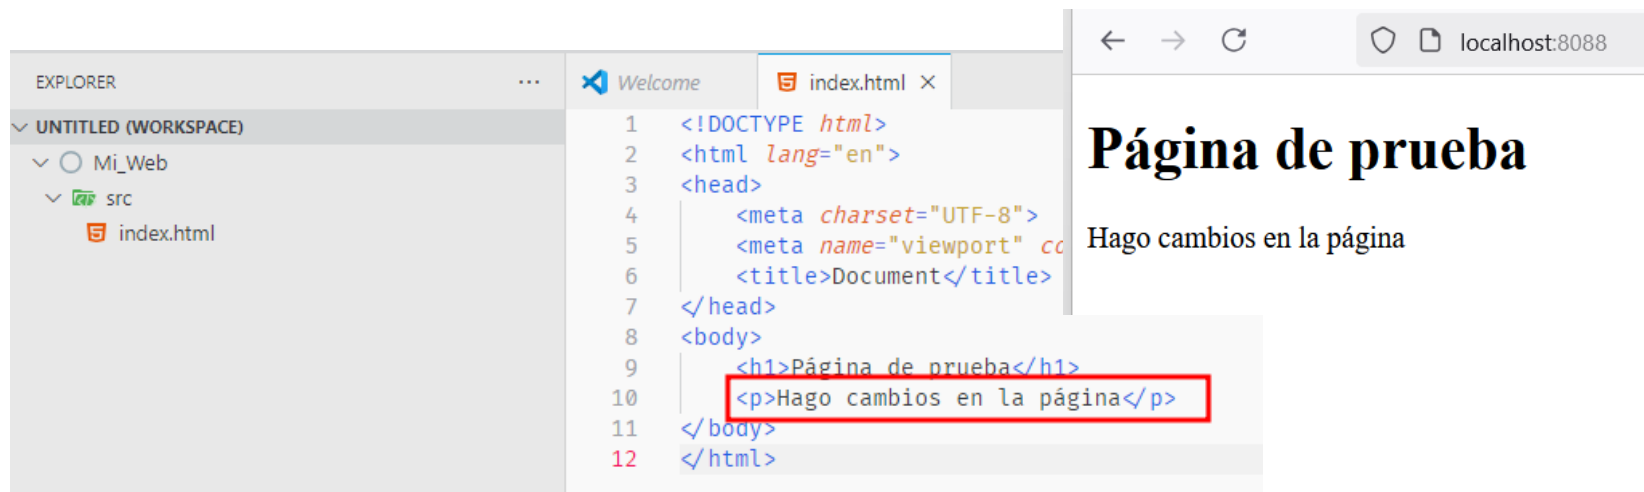 EXPLORER ...
UNTITLED (WORKSPACE)
Mi_Web
src
index.html
Welcome
index.html
1 <!DOCTYPE html>
2 <html lang="en">
3 <head>
4 <meta charset="UTF-8">
5 <meta name="viewport" co
6 <title>Document</title>
7 </head>
8 <body>
9 <h1>Página de prueba</h1>
10 <p>Hago cambios en la página</p>
11 </body>
12 </html>
localhost:8088
Página de prueba
Hago cambios en la página